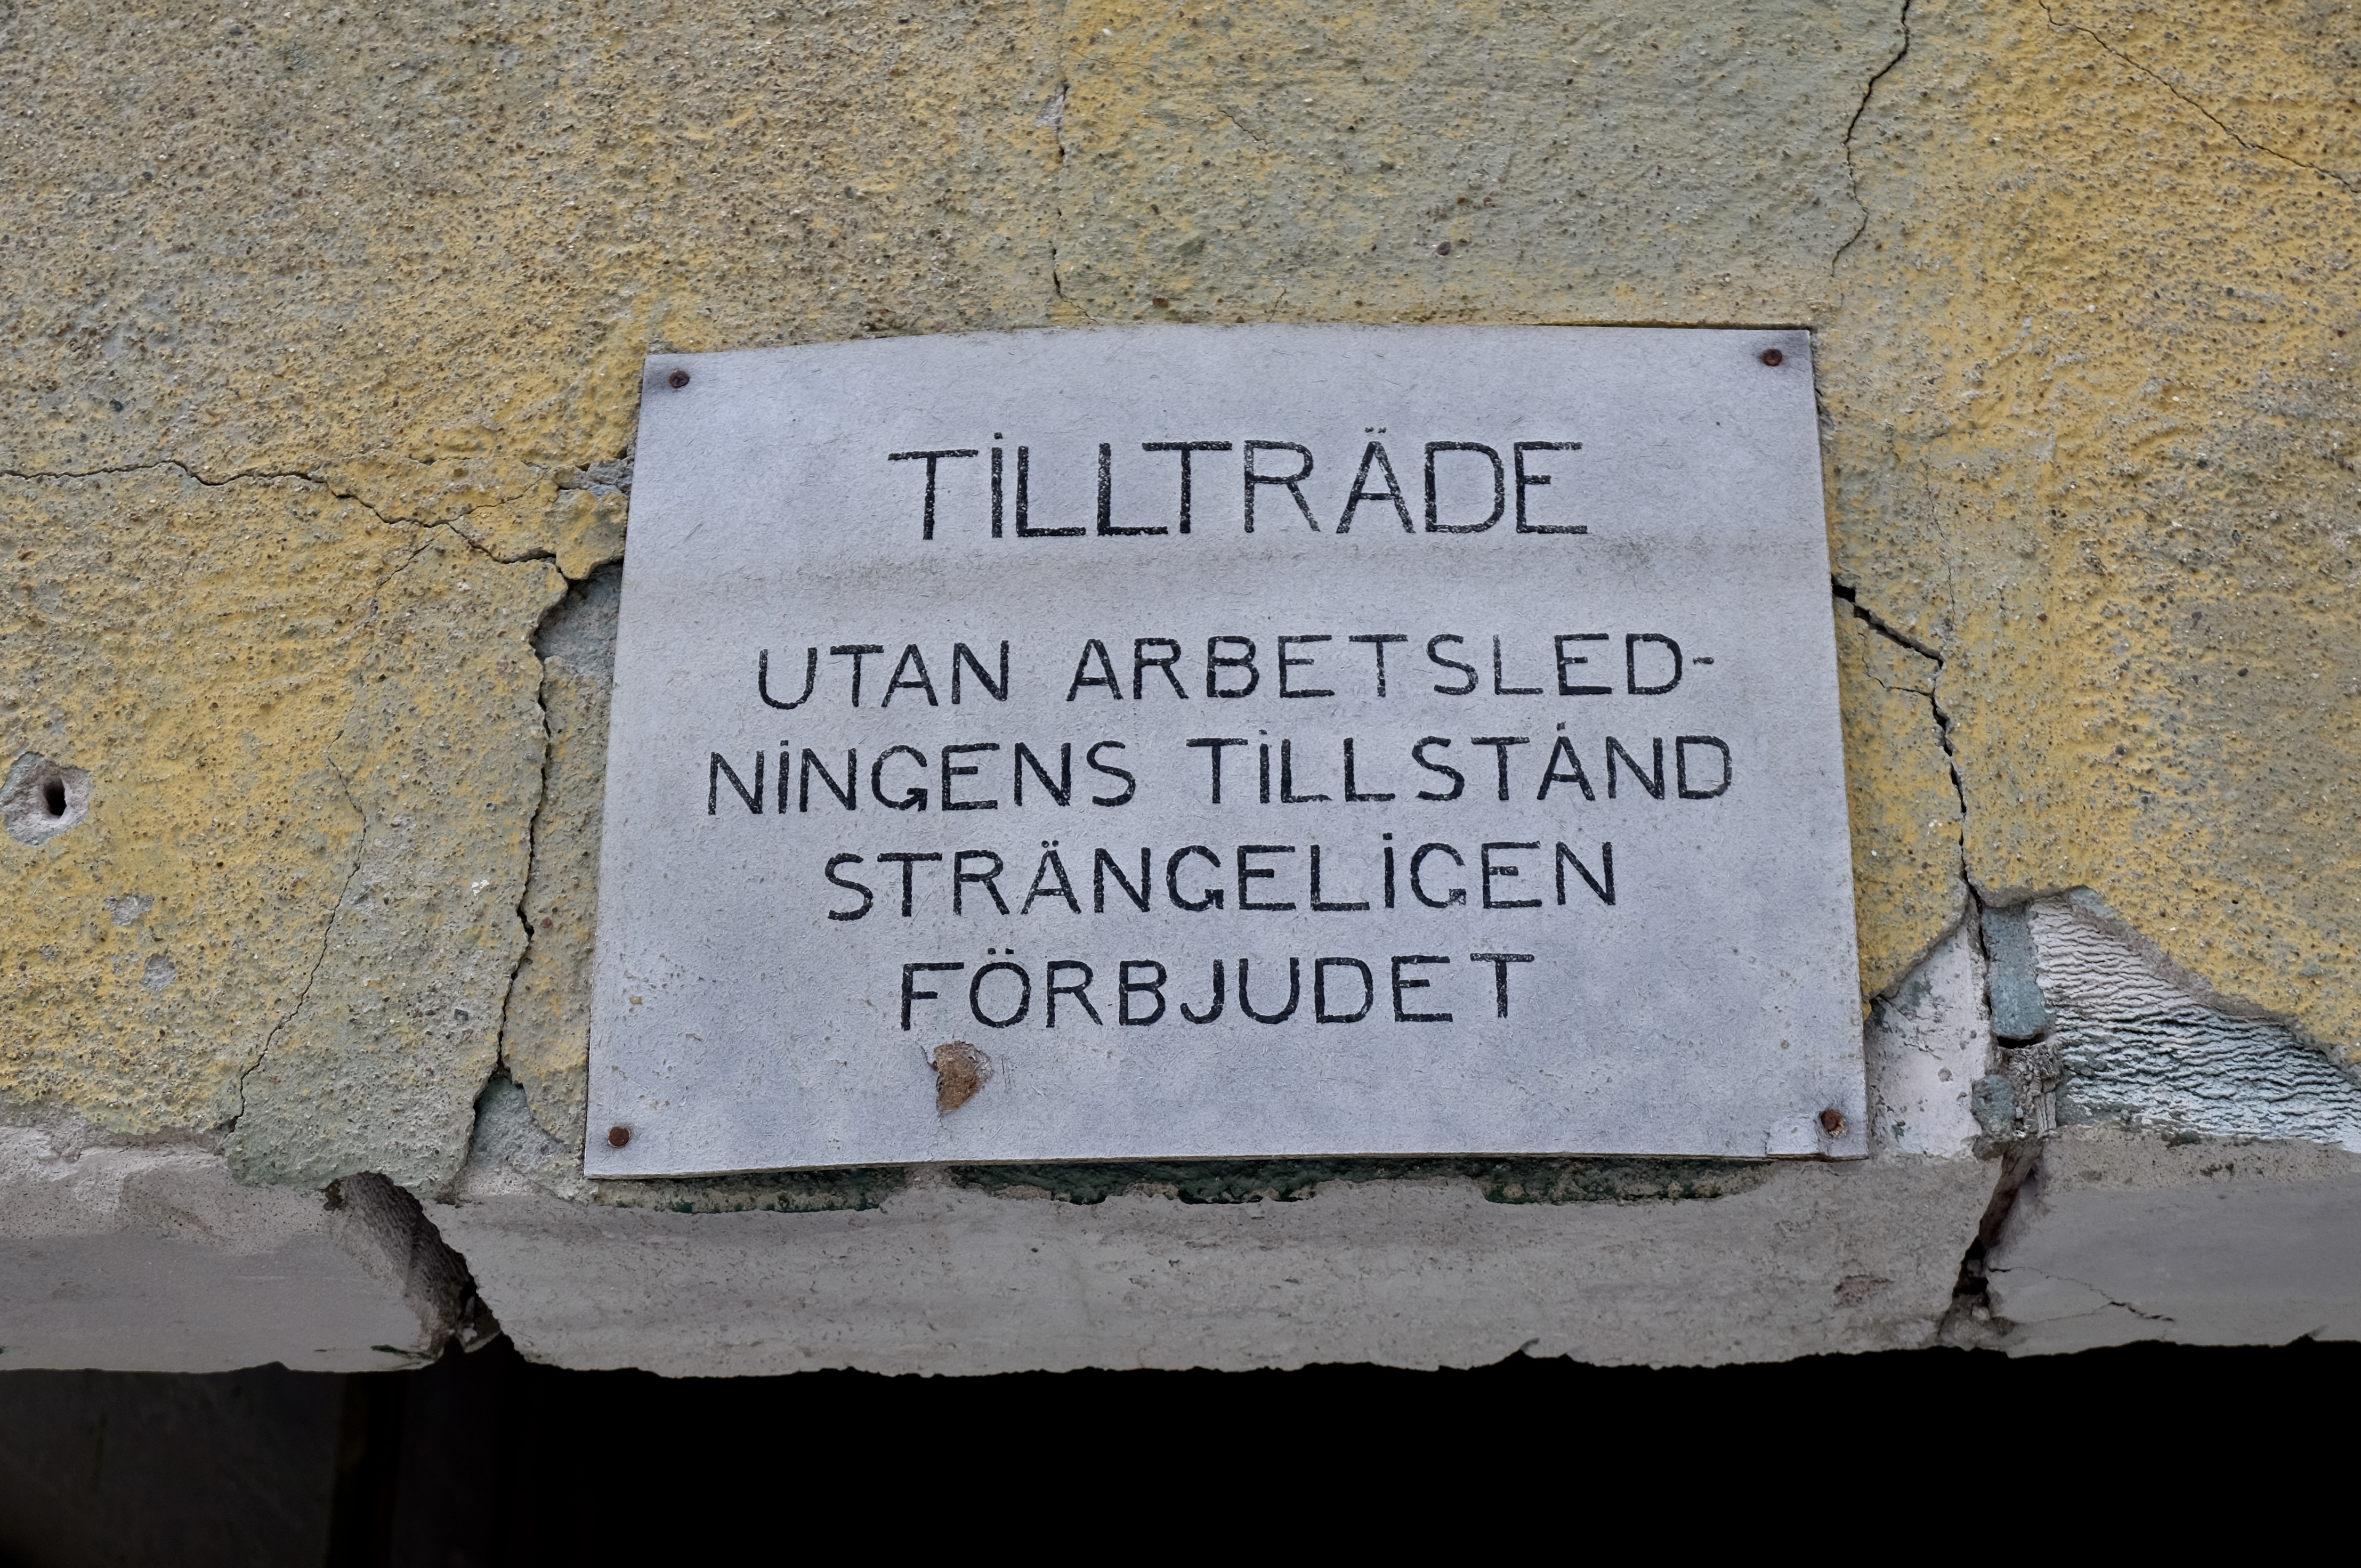 TILLTRÄDE
UTAN ARBETSLED-
NINGENS TILLSTÅND
STRÄNGELIGEN
FÖRBJUDET